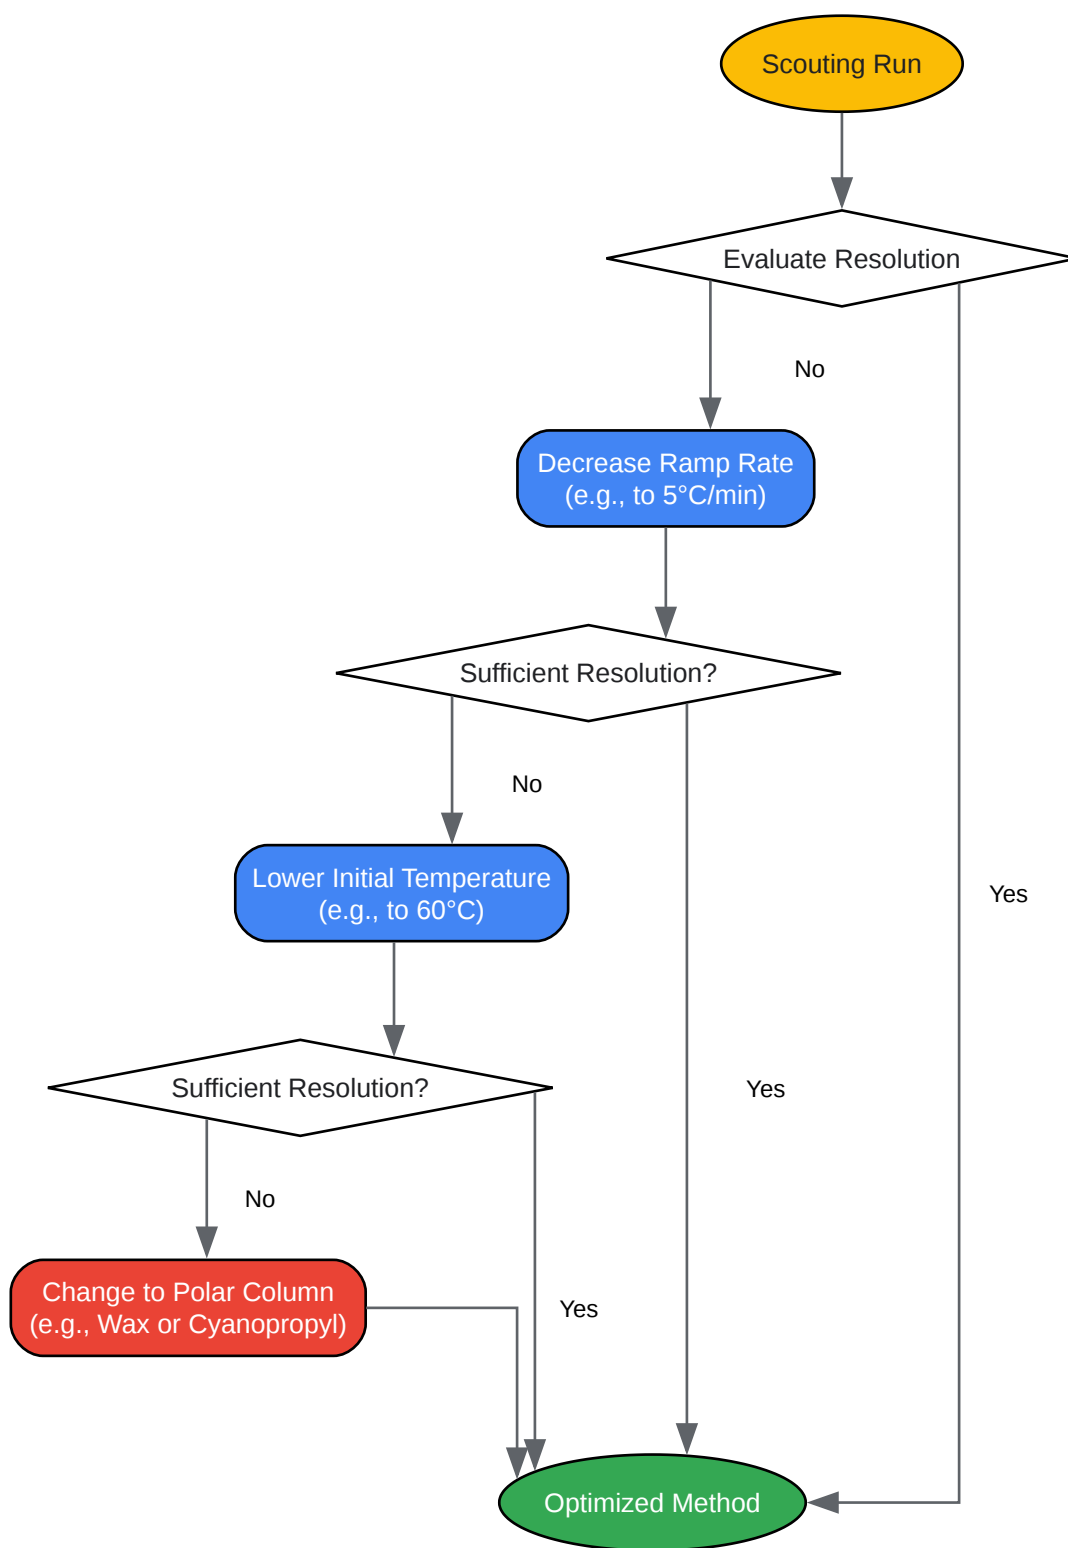 Scouting Run
Evaluate Resolution
No
Decrease Ramp Rate
(e.g., to 5°C/min)
Sufficient Resolution?
No
Lower Initial Temperature
(e.g., to 60°C)
Yes
Sufficient Resolution?
Yes
No
Change to Polar Column
(e.g., Wax or Cyanopropyl)
Yes
Optimized Method